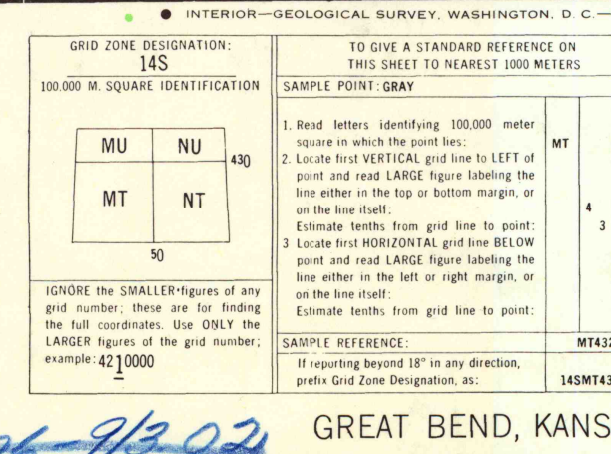 INTERIOR—GEOLOGICAL SURVEY, WASHINGTON, D. C.—
GRID ZONE DESIGNATION:
14S
100,000 M. SQUARE IDENTIFICATION
MU NU
430
MT NT
50
IGNORE the SMALLER figures of any
grid number; these are for finding
the full coordinates. Use ONLY the
LARGER figures of the grid number;
example: 4210000
TO GIVE A STANDARD REFERENCE ON
THIS SHEET TO NEAREST 1000 METERS
SAMPLE POINT: GRAY
1. Read letters identifying 100,000 meter
square in which the point lies:
MT
2. Locate first VERTICAL grid line to LEFT of
point and read LARGE figure labeling the
line either in the top or bottom margin, or
on the line itself:
4
Estimate tenths from grid line to point:
3
3 Locate first HORIZONTAL grid line BELOW
point and read LARGE figure labeling the
line either in the left or right margin, or
on the line itself:
Estimate tenths from grid line to point:
SAMPLE REFERENCE: MT432
If reporting beyond 18° in any direction,
prefix Grid Zone Designation, as: 14SMT43
GREAT BEND, KANS